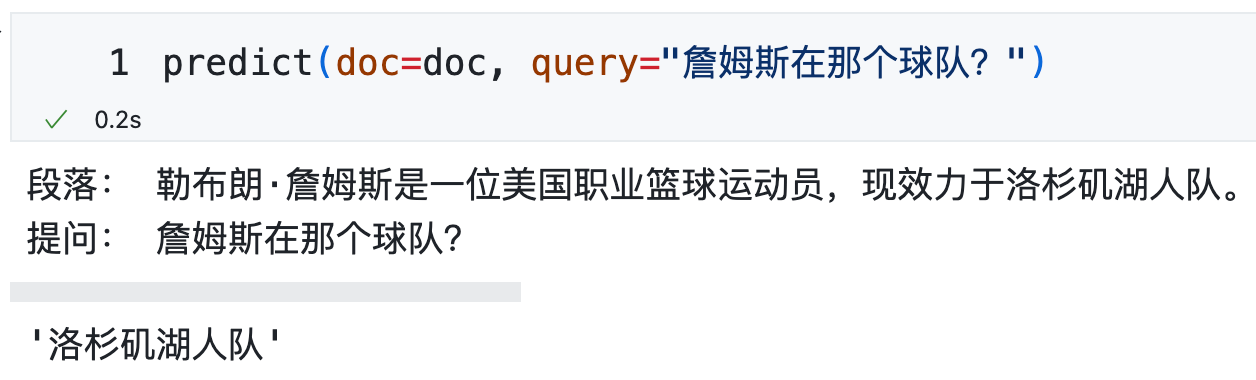 1 predict(doc=doc, query="詹姆斯在那个球队？")
0.2s
段落： 勒布朗·詹姆斯是一位美国职业篮球运动员，现效力于洛杉矶湖人队。
提问： 詹姆斯在那个球队？
'洛杉矶湖人队'